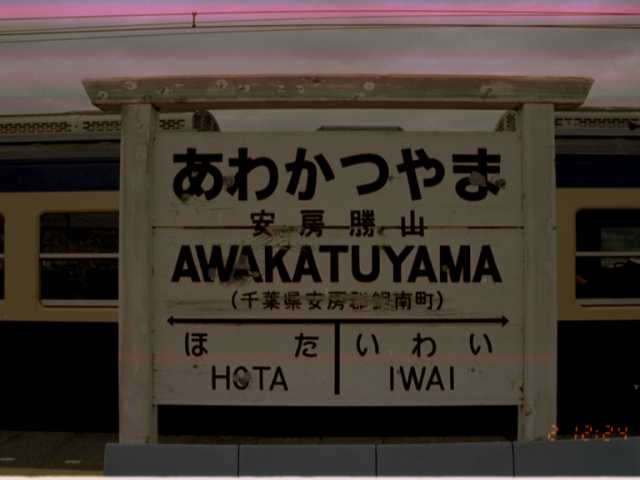 あわかつやま
安房勝山
AWAKATUYAMA
(千葉県安房郡鋸南町)
ほた いわい
HOTA IWAI
2 12:24